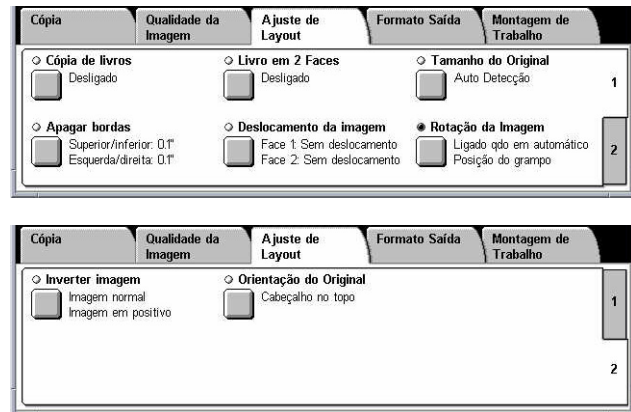 Cópia
Qualidade da Imagem
Ajuste de Layout
Formato Saída
Montagem de Trabalho
Cópia de livros
Desligado
Livro em 2 Faces
Desligado
Tamanho do Original
Auto Detecção
1
Apagar bordas
Superior/inferior: 0.1"
Esquerda/direita: 0.1"
Deslocamento da imagem
Face 1: Sem deslocamento
Face 2: Sem deslocamento
Rotação da Imagem
Ligado qdo em automático
Posição do grampo
2
Cópia
Qualidade da Imagem
Ajuste de Layout
Formato Saída
Montagem de Trabalho
Inverter imagem
Imagem normal
Imagem em positivo
Orientação do Original
Cabeçalho no topo
1
2